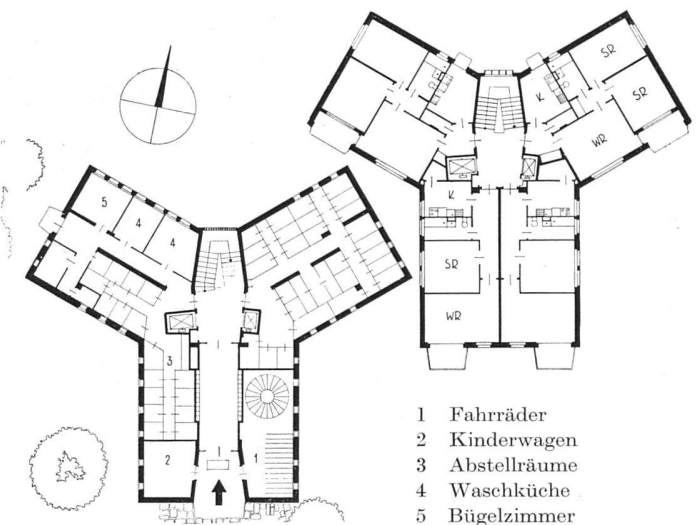 SR
K
SR
WR
5
4
4
K
SR
WR
3
2
1
1 Fahrräder
2 Kinderwagen
3 Abstellräume
4 Waschküche
5 Bügelzimmer